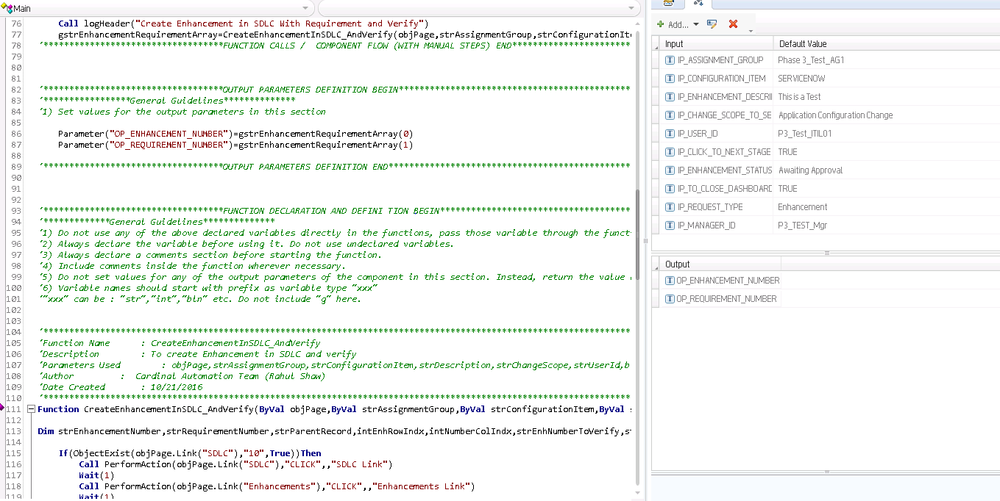 Main
76 Call logHeader("Create Enhancement in SDLC With Requirement and Verify")
77 gstrEnhancementRequirementArray=CreateEnhancementInSDLC_AndVerify(objPage,strAssignmentGroup,strConfigurationIte
78 '***********************************FUNCTION CALLS /  COMPONENT FLOW (WITH MANUAL STEPS) END***********************
79
80
81
82 '***********************************OUTPUT PARAMETERS DEFINITION BEGIN*********************************************
83 '*****************General Guidelines**************
84 '1) Set values for the output parameters in this section
85
86 Parameter("OP_ENHANCEMENT_NUMBER")=gstrEnhancementRequirementArray(0)
87 Parameter("OP_REQUIREMENT_NUMBER")=gstrEnhancementRequirementArray(1)
88
89 '***********************************OUTPUT PARAMETERS DEFINITION END***********************************************
90
91
92
93 '***********************************FUNCTION DECLARATION AND DEFINI TION BEGIN*************************************
94 '*************General Guidelines**************
95 '1) Do not use any of the above declared variables directly in the functions, pass those variable through the funct
96 '2) Always declare the variable before using it. Do not use undeclared variables.
97 '3) Always declare a comments section before starting the function.
98 '4) Include comments inside the function wherever necessary.
99 '5) Do not set values for any of the output parameters of the component in this section. Instead, return the value
100 '6) Variable names should start with prefix as variable type "xxx"
101 '"xxx" can be : "str","int","bln" etc. Do not include "g" here.
102
103
104 '*******************************************************************************************************************
105 'Function Name : CreateEnhancementInSDLC_AndVerify
106 'Description : To create Enhancement in SDLC and verify
107 'Parameters Used : objPage,strAssignmentGroup,strConfigurationItem,strDescription,strChangeScope,strUserId,b
108 'Author : Cardinal Automation Team (Rahul Shaw)
109 'Date Created : 10/21/2016
110 '*******************************************************************************************************************
111 Function CreateEnhancementInSDLC_AndVerify(ByVal objPage,ByVal strAssignmentGroup,ByVal strConfigurationItem,ByVal s
112
113 Dim strEnhancementNumber,strRequirementNumber,strParentRecord,intEnhRowIndx,intNumberColIndx,strEnhNumberToVerify,st
114
115 If(ObjectExist(objPage.Link("SDLC"),"10",True))Then
116 Call PerformAction(objPage.Link("SDLC"),"CLICK",,"SDLC Link")
117 Wait(1)
118 Call PerformAction(objPage.Link("Enhancements"),"CLICK",,"Enhancements Link")
119 Wait(1)
Add...
Input Default Value
IP_ASSIGNMENT_GROUP Phase 3_Test_AG1
IP_CONFIGURATION_ITEM SERVICENOW
IP_ENHANCEMENT_DESCRI This is a Test
IP_CHANGE_SCOPE_TO_SE Application Configuration Change
IP_USER_ID P3_Test_ITIL01
IP_CLICK_TO_NEXT_STAGE TRUE
IP_ENHANCEMENT_STATUS Awaiting Approval
IP_TO_CLOSE_DASHBOARD TRUE
IP_REQUEST_TYPE Enhancement
IP_MANAGER_ID P3_TEST_Mgr
Output
OP_ENHANCEMENT_NUMBER
OP_REQUIREMENT_NUMBER